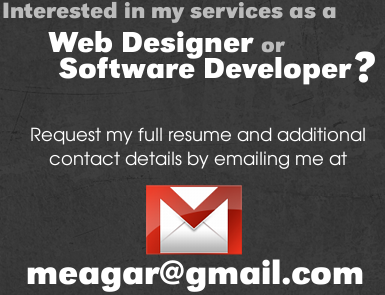 Interested in my services as a
Web Designer or
Software Developer?
Request my full resume and additional
contact details by emailing me at
meagar@gmail.com